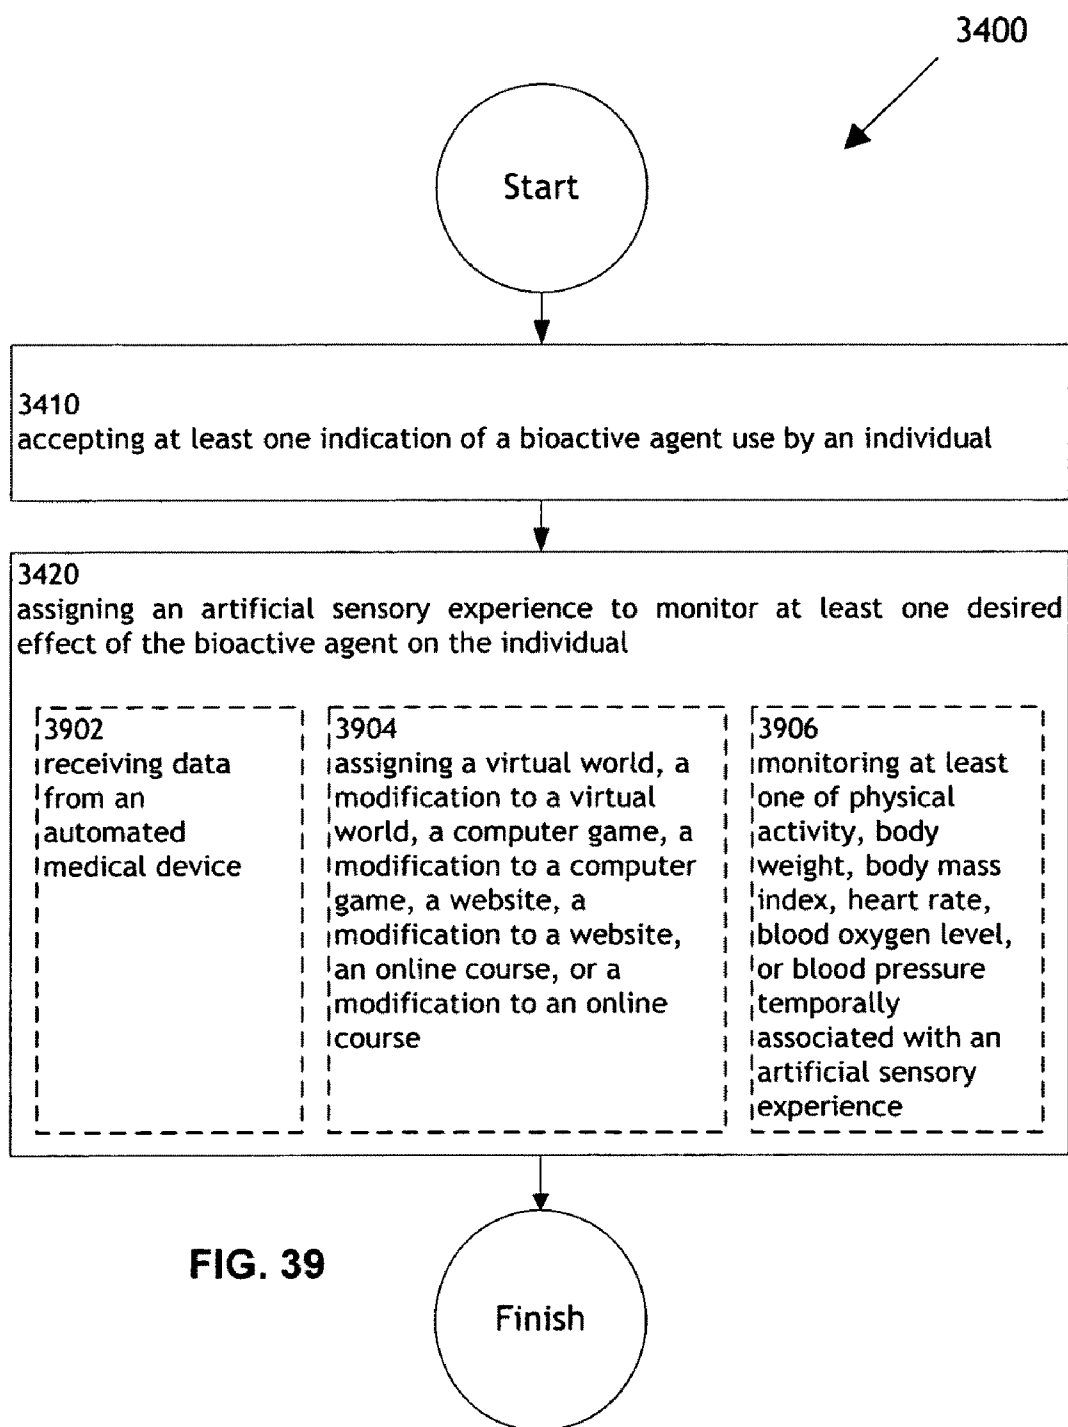 3400
Start
3410
accepting at least one indication of a bioactive agent use by an individual
3420
assigning an artificial sensory experience to monitor at least one desired
effect of the bioactive agent on the individual
3902
receiving data
from an
automated
medical device
3904
assigning a virtual world, a
modification to a virtual
world, a computer game, a
modification to a computer
game, a website, a
modification to a website,
an online course, or a
modification to an online
course
3906
monitoring at least
one of physical
activity, body
weight, body mass
index, heart rate,
blood oxygen level,
or blood pressure
temporally
associated with an
artificial sensory
experience
FIG. 39
Finish